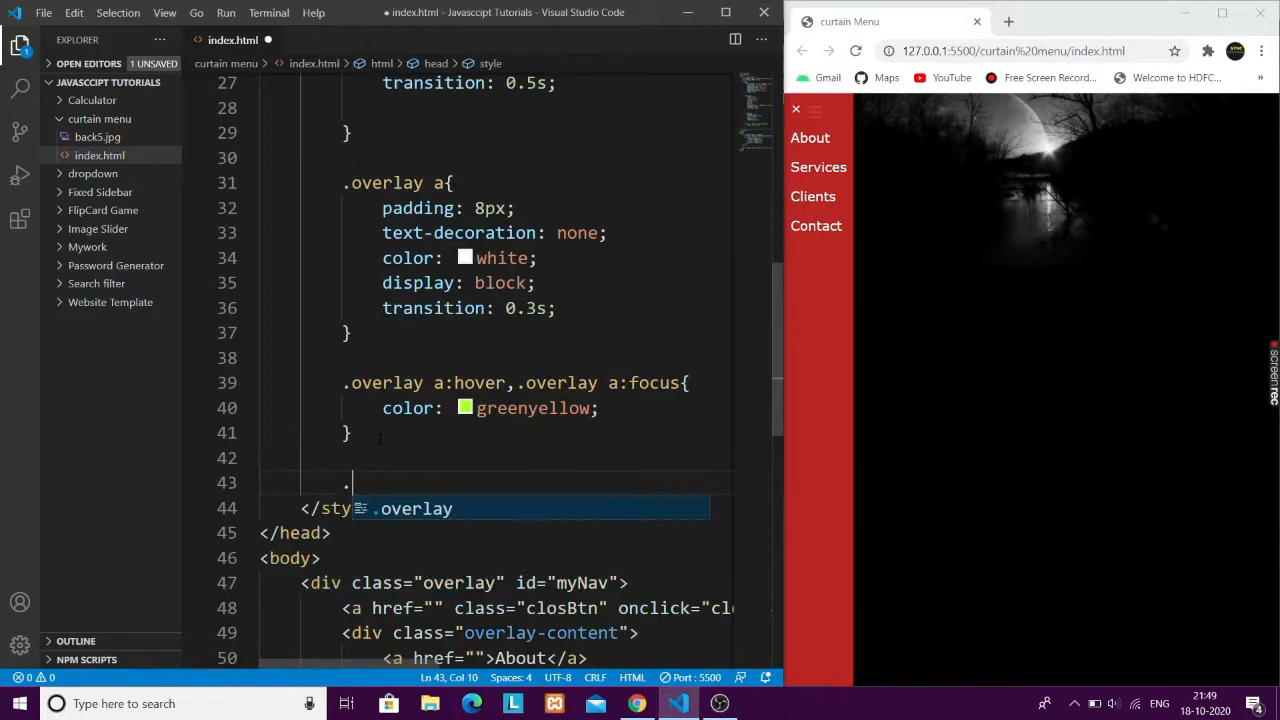 File Edit Selection View Go Run Terminal Help
● index.html - Javasccipt Tutorials - Visual Studio Code
EXPLORER
OPEN EDITORS 1 UNSAVED
JAVASCCIPT TUTORIALS
Calculator
curtain menu
back5.jpg
index.html
dropdown
Fixed Sidebar
FlipCard Game
Image Slider
Mywork
Password Generator
Search filter
Website Template
OUTLINE
NPM SCRIPTS
1
index.html
curtain menu > index.html > html > head > style
27 transition: 0.5s;
28
29 }
30
31 .overlay a{
32 padding: 8px;
33 text-decoration: none;
34 color: white;
35 display: block;
36 transition: 0.3s;
37 }
38
39 .overlay a:hover,.overlay a:focus{
40 color: greenyellow;
41 }
42
43 .
44 </sty
.overlay
45 </head>
46 <body>
47 <div class="overlay" id="myNav">
48 <a href="" class="closBtn" onclick="clo
49 <div class="overlay-content">
50 <a href="">About</a>
0 0 Ln 43, Col 10 Spaces: 4 UTF-8 CRLF HTML Port : 5500
curtain Menu
127.0.0.1:5500/curtain%20menu/index.html
Gmail Maps YouTube Free Screen Record... Welcome to HDFC...
×
About
Services
Clients
Contact
screenrec
Type here to search
L
ENG
21:49
18-10-2020
4